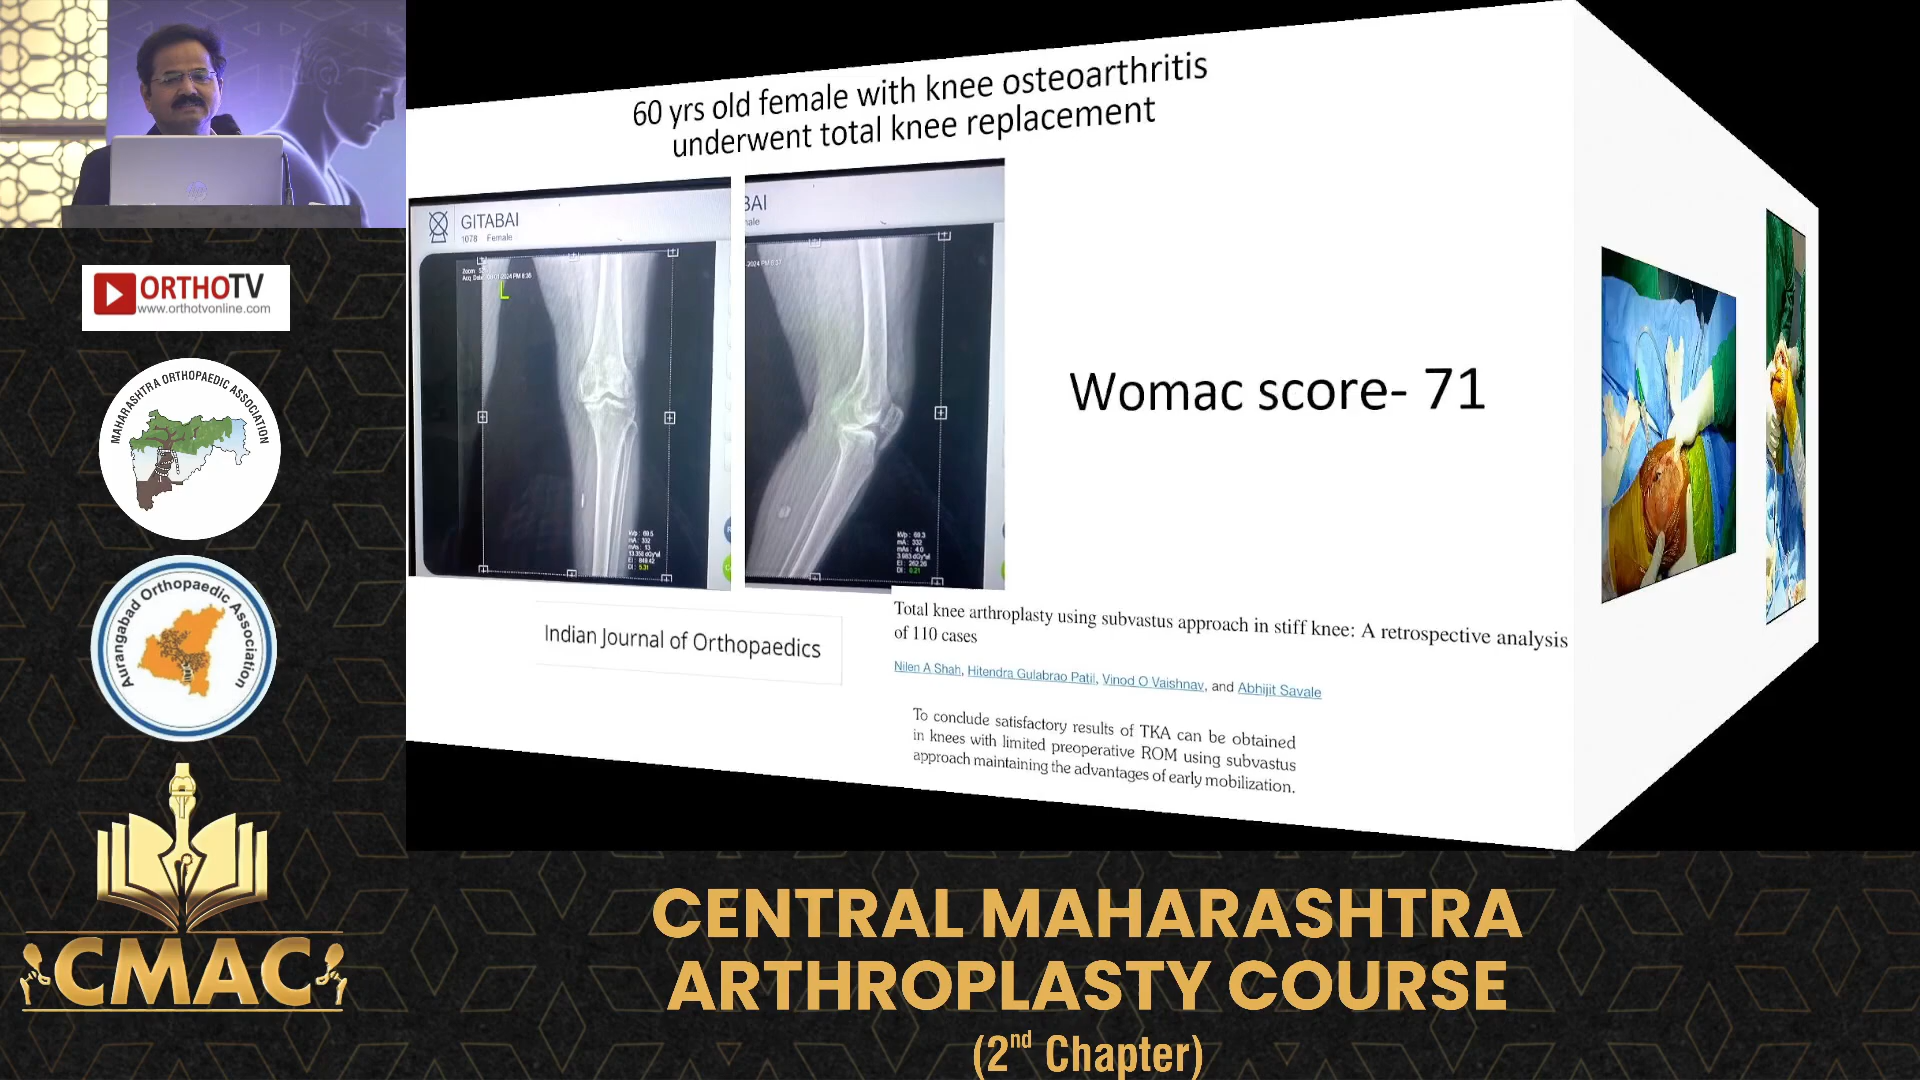 60 yrs old female with knee osteoarthritis
underwent total knee replacement
GITABAI
1078 Female
L
BAI
Womac score- 71
Indian Journal of Orthopaedics
Total knee arthroplasty using subvastus approach in stiff knee: A retrospective analysis
of 110 cases
Nilen A Shah, Hitendra Gulabrao Patil, Vinod O Vaishnav, and Abhijit Savale
To conclude satisfactory results of TKA can be obtained
in knees with limited preoperative ROM using subvastus
approach maintaining the advantages of early mobilization.
ORTHOTV
www.orthotvonline.com
MAHARASHTRA ORTHOPAEDIC ASSOCIATION
Aurangabad Orthopaedic Association
CMAC
CENTRAL MAHARASHTRA
ARTHROPLASTY COURSE
(2nd Chapter)